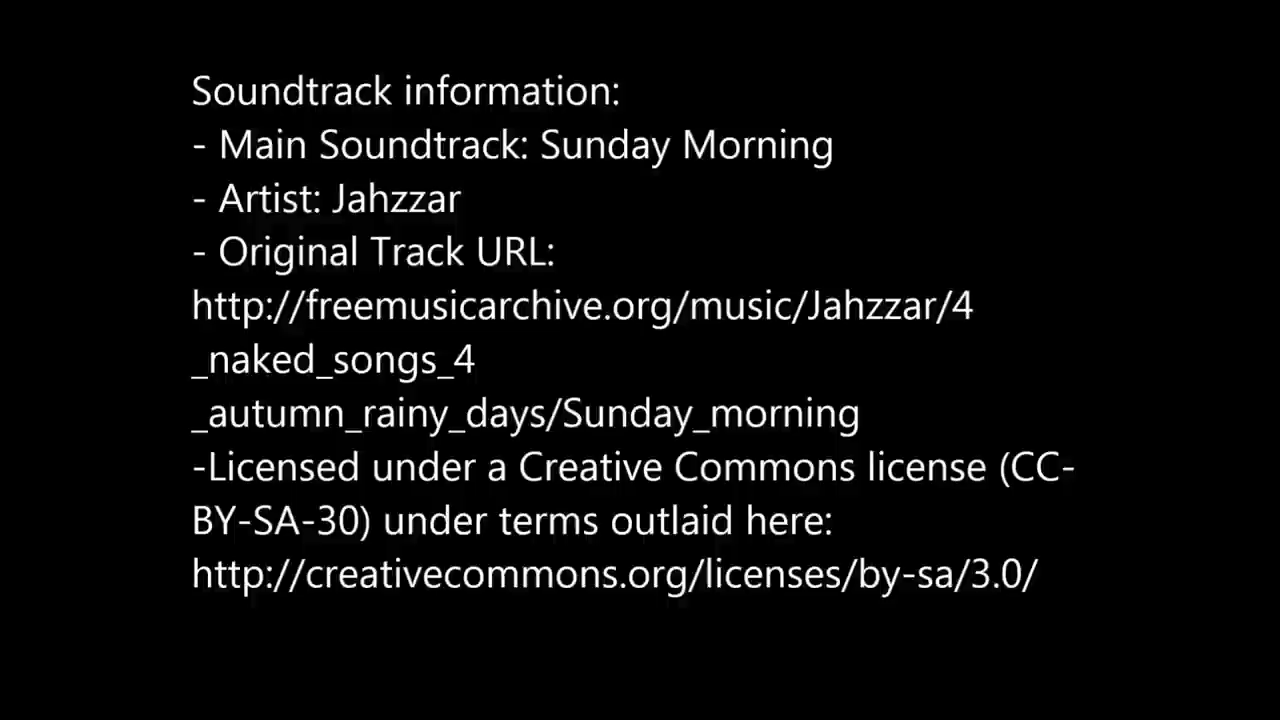 Soundtrack information:
- Main Soundtrack: Sunday Morning
- Artist: Jahzzar
- Original Track URL:
http://freemusicarchive.org/music/Jahzzar/4
_naked_songs_4
_autumn_rainy_days/Sunday_morning
-Licensed under a Creative Commons license (CC-
BY-SA-30) under terms outlaid here:
http://creativecommons.org/licenses/by-sa/3.0/